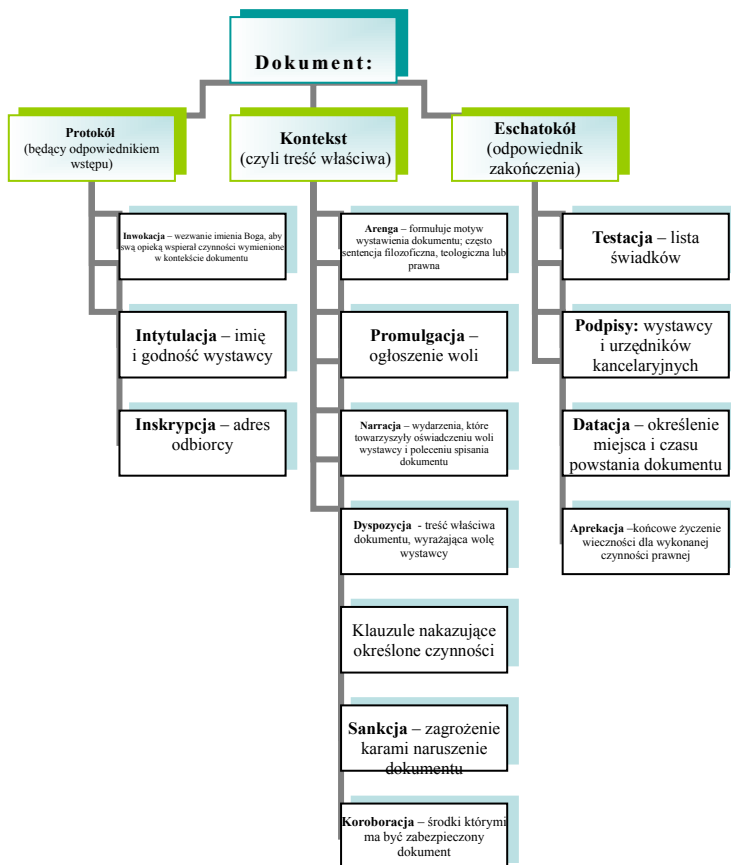 Dokument:
Protokół
(będący odpowiednikiem
wstępu)
Inwokacja – wezwanie imienia Boga, aby
swą opieką wspierał czynności wymienione
w kontekście dokumentu
Intytulacja – imię
i godność wystawcy
Inskrypcja – adres
odbiorcy
Kontekst
(czyli treść właściwa)
Arenga – formułuje motyw
wystawienia dokumentu; często
sentencja filozoficzna, teologiczna lub
prawna
Promulgacja –
ogłoszenie woli
Narracja – wydarzenia, które
towarzyszyły oświadczeniu woli
wystawcy i poleceniu spisania
dokumentu
Dyspozycja - treść właściwa
dokumentu, wyrażająca wolę
wystawcy
Klauzule nakazujące
określone czynności
Sankcja – zagrożenie
karami naruszenie
dokumentu
Koroboracja – środki którymi
ma być zabezpieczony
dokument
Eschatokół
(odpowiednik
zakończenia)
Testacja – lista
świadków
Podpisy: wystawcy
i urzędników
kancelaryjnych
Datacja – określenie
miejsca i czasu
powstania dokumentu
Aprekacja –końcowe życzenie
wieczności dla wykonanej
czynności prawnej